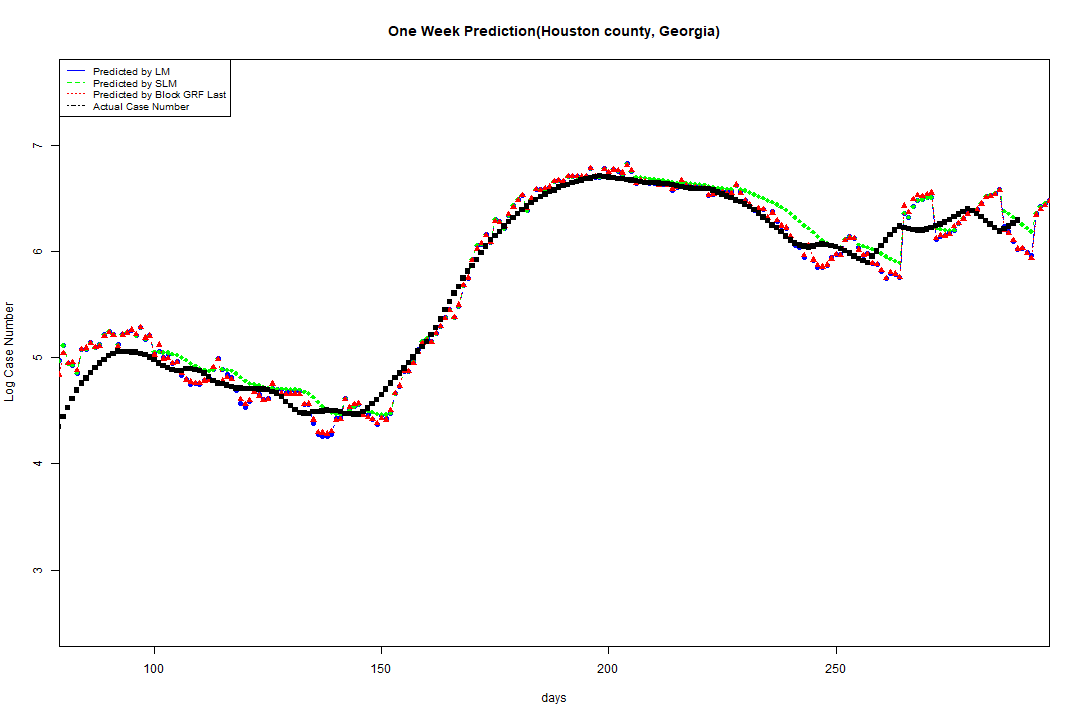 One Week Prediction(Houston county, Georgia)
Predicted by LM
Predicted by SLM
Predicted by Block GRF Last
Actual Case Number
7
6
5
4
3
Log Case Number
100
150
200
250
days